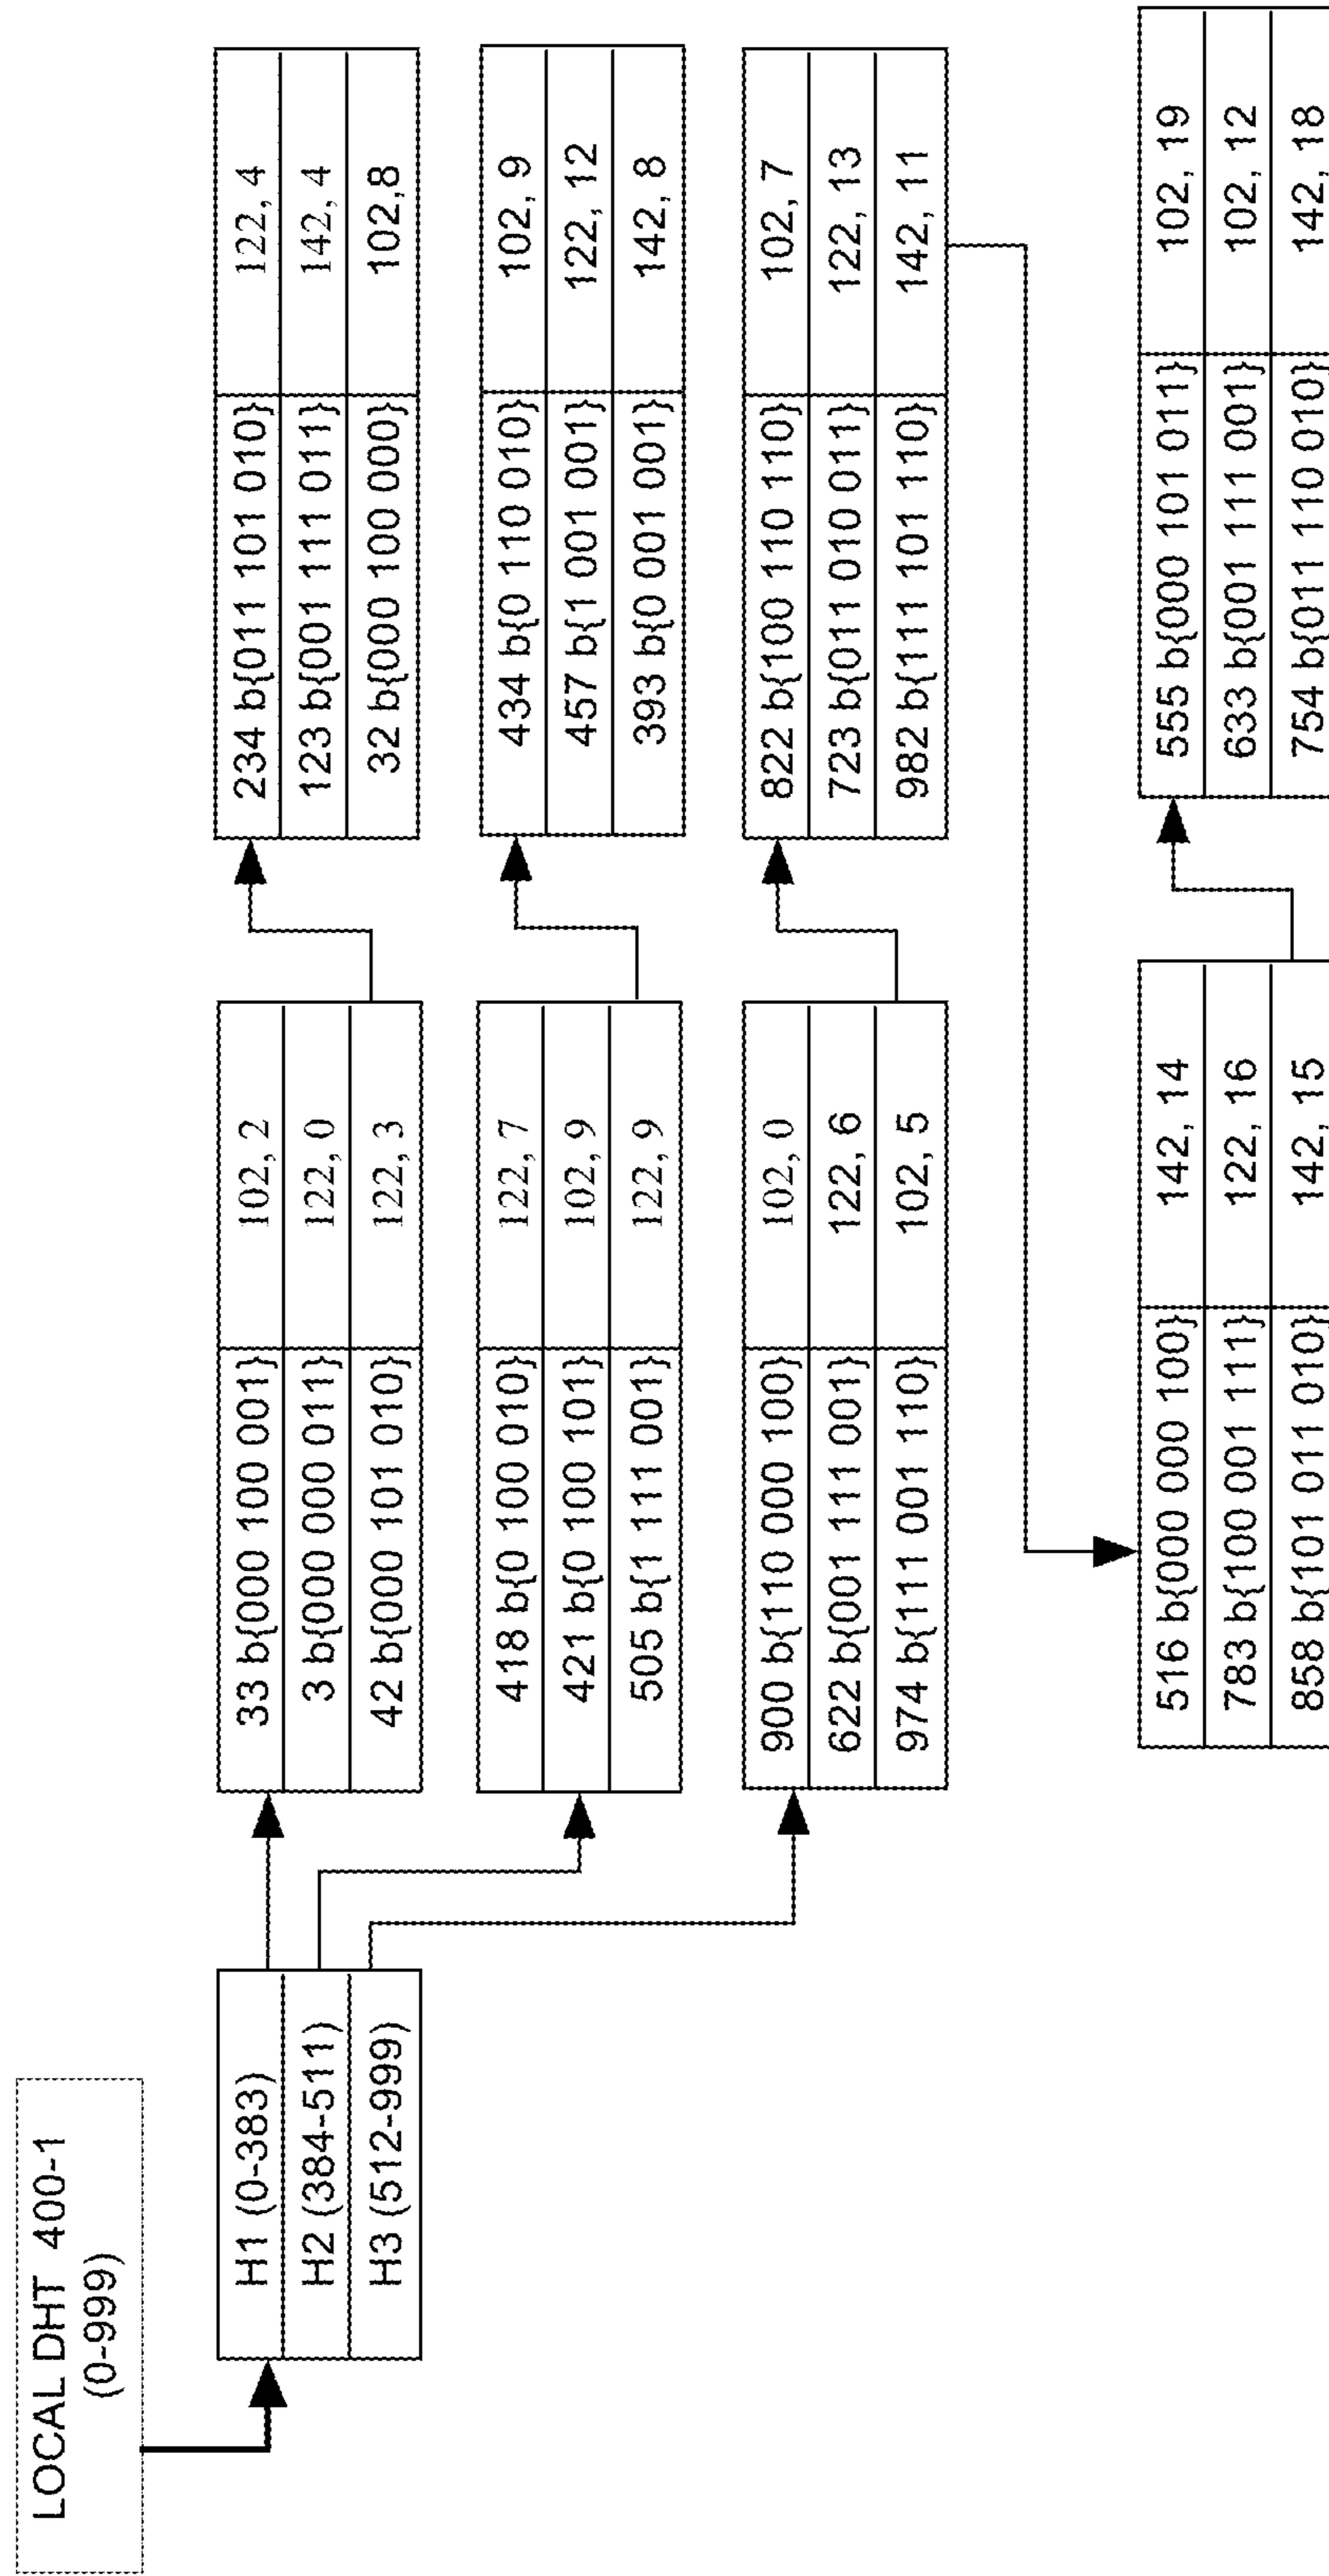 LOCAL DHT 400-1
(0-999)
H1 (0-383)
H2 (384-511)
H3 (512-999)
33 b{000 100 001} 102, 2
3 b{000 000 011} 122, 0
42 b{000 101 010} 122, 3
234 b{011 101 010} 122, 4
123 b{001 111 011} 142, 4
32 b{000 100 000} 102,8
418 b{0 100 010} 122, 7
421 b{0 100 101} 102, 9
505 b{1 111 001} 122, 9
434 b{0 110 010} 102, 9
457 b{1 001 001} 122, 12
393 b{0 001 001} 142, 8
900 b{110 000 100} 102, 0
622 b{001 111 001} 122, 6
974 b{111 001 110} 102, 5
822 b{100 110 110} 102, 7
723 b{011 010 011} 122, 13
982 b{111 101 110} 142, 11
516 b{000 000 100} 142, 14
783 b{100 001 111} 122, 16
858 b{101 011 010} 142, 15
555 b{000 101 011} 102, 19
633 b{001 111 001} 102, 12
754 b{011 110 010} 142, 18